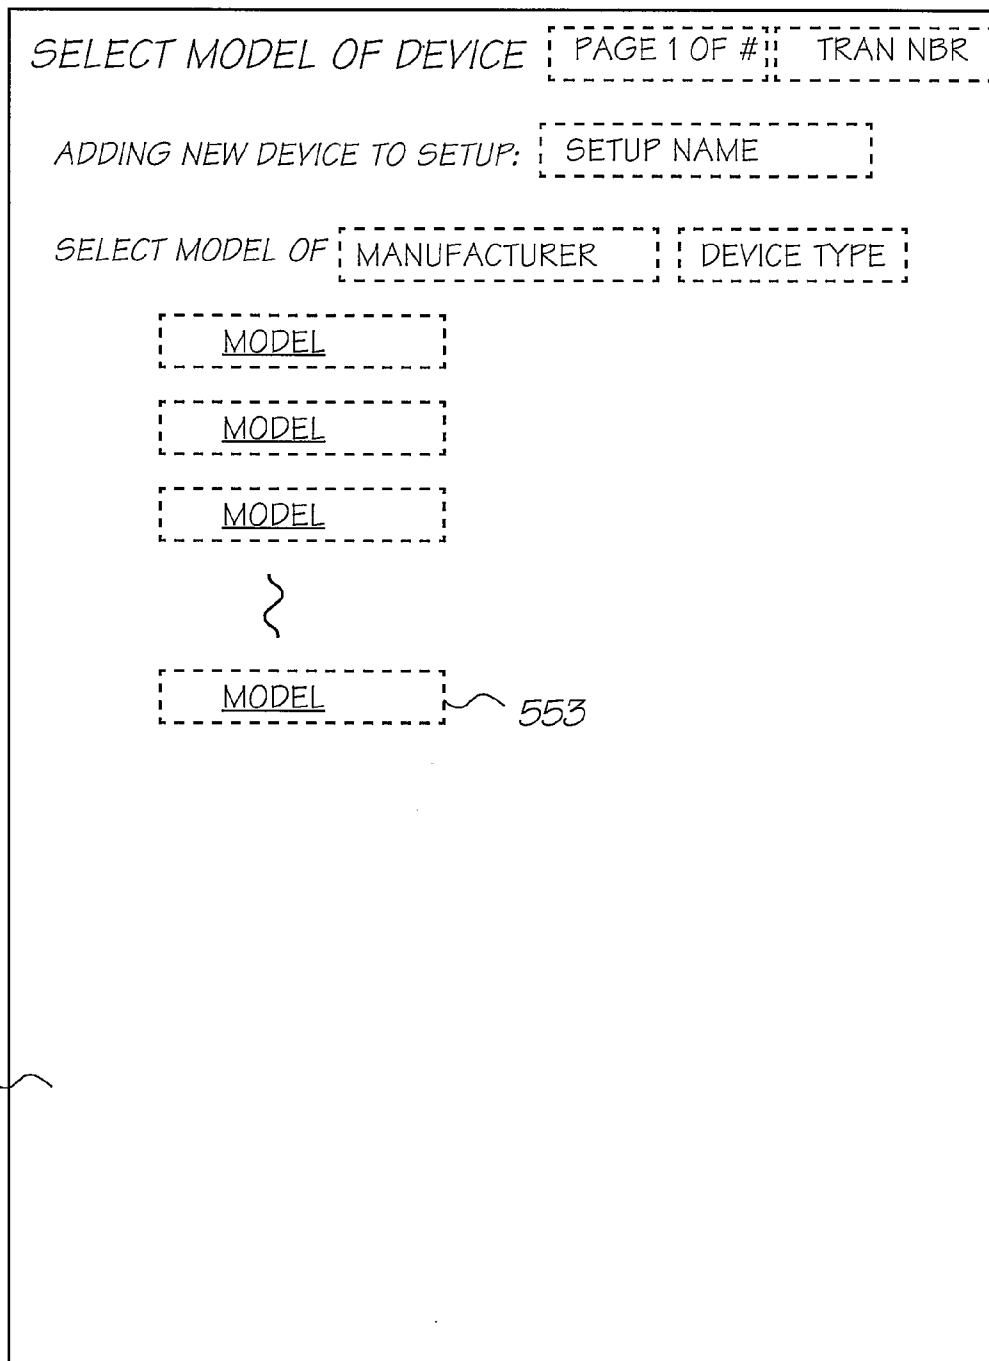 SELECT MODEL OF DEVICE PAGE 1 OF # TRAN NBR
ADDING NEW DEVICE TO SETUP: SETUP NAME
SELECT MODEL OF MANUFACTURER DEVICE TYPE
MODEL
MODEL
MODEL
MODEL 553